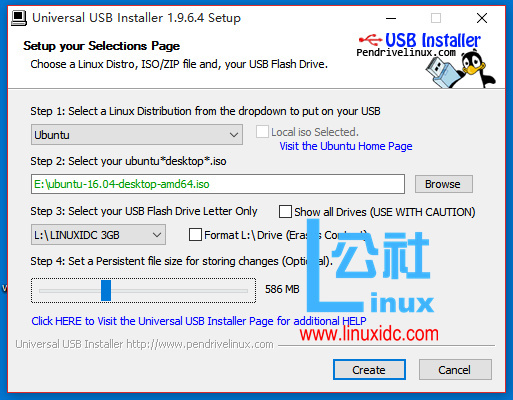 Universal USB Installer 1.9.6.4 Setup
Setup your Selections Page
Choose a Linux Distro, ISO/ZIP file and, your USB Flash Drive.
USB Installer
Pendrivelinux.com
Step 1: Select a Linux Distribution from the dropdown to put on your USB
Ubuntu
Local iso Selected.
Visit the Ubuntu Home Page
Step 2: Select your ubuntu*desktop*.iso
E:\ubuntu-16.04-desktop-amd64.iso
Browse
Step 3: Select your USB Flash Drive Letter Only
Show all Drives (USE WITH CAUTION)
L:\LINUXIDC 3GB
Format L:\ Drive (Erases Content)
Step 4: Set a Persistent file size for storing changes (Optional).
586 MB
Click HERE to Visit the Universal USB Installer Page for additional HELP
Linux公社
www.linuxidc.com
Universal USB Installer http://www.pendrivelinux.com
Create
Cancel